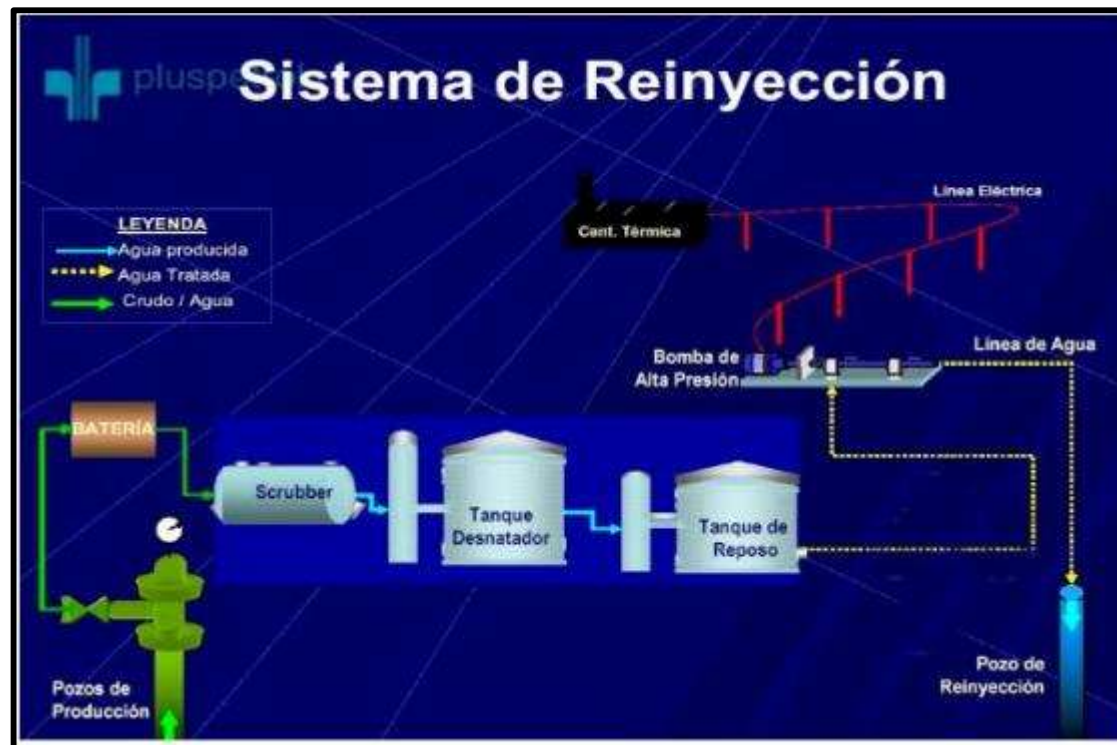 Sistema de Reinyección
Línea Eléctrica
Cent. Térmica
LEYENDA
Agua producida
Agua Tratada
Crudo / Agua
Bomba de
Alta Presión
Línea de Agua
BATERÍA
Scrubber
Tanque
Desnatador
Tanque de
Reposo
Pozos de
Producción
Pozo de
Reinyección